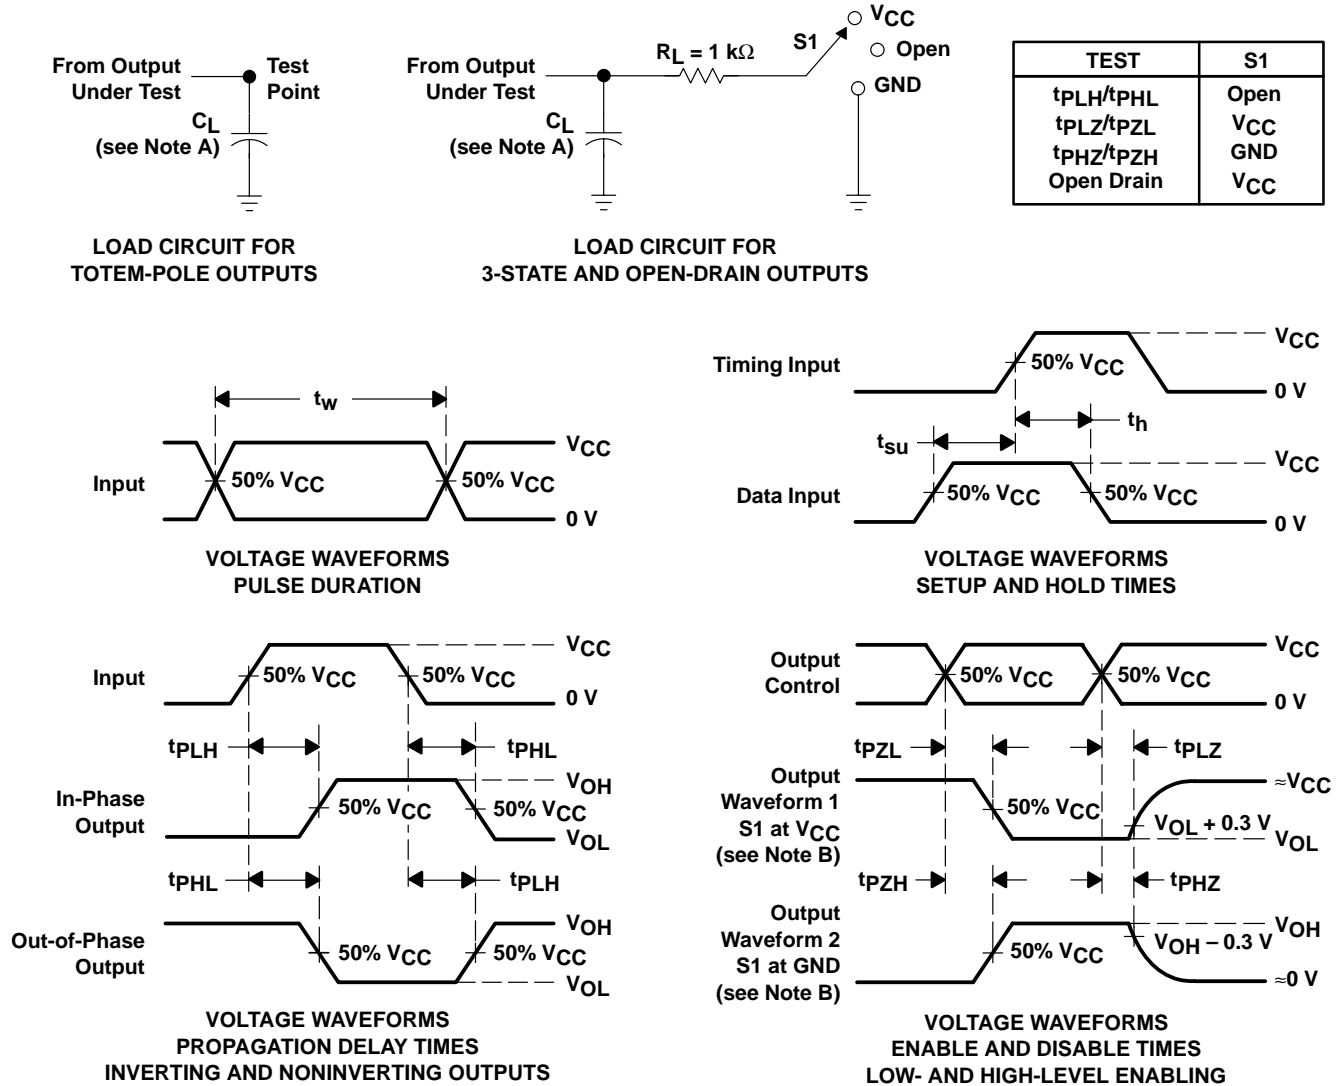 From Output
Under Test
Test
Point
CL
(see Note A)
LOAD CIRCUIT FOR
TOTEM-POLE OUTPUTS
From Output
Under Test
RL = 1 kΩ
S1
VCC
Open
GND
CL
(see Note A)
LOAD CIRCUIT FOR
3-STATE AND OPEN-DRAIN OUTPUTS
TEST S1
tPLH/tPHL Open
tPLZ/tPZL VCC
tPHZ/tPZH GND
Open Drain VCC
tw
Input
50% VCC
50% VCC
VCC
0 V
VOLTAGE WAVEFORMS
PULSE DURATION
Timing Input
50% VCC
VCC
0 V
tsu
th
Data Input
50% VCC
50% VCC
VCC
0 V
VOLTAGE WAVEFORMS
SETUP AND HOLD TIMES
Input
50% VCC
50% VCC
VCC
0 V
tPLH
tPHL
In-Phase
Output
50% VCC
50% VCC
VOH
VOL
tPHL
tPLH
Out-of-Phase
Output
50% VCC
50% VCC
VOH
VOL
VOLTAGE WAVEFORMS
PROPAGATION DELAY TIMES
INVERTING AND NONINVERTING OUTPUTS
Output
Control
50% VCC
50% VCC
VCC
0 V
tPZL
tPLZ
Output
Waveform 1
S1 at VCC
(see Note B)
50% VCC
VOL + 0.3 V
≈VCC
VOL
tPZH
tPHZ
Output
Waveform 2
S1 at GND
(see Note B)
50% VCC
VOH – 0.3 V
VOH
≈0 V
VOLTAGE WAVEFORMS
ENABLE AND DISABLE TIMES
LOW- AND HIGH-LEVEL ENABLING